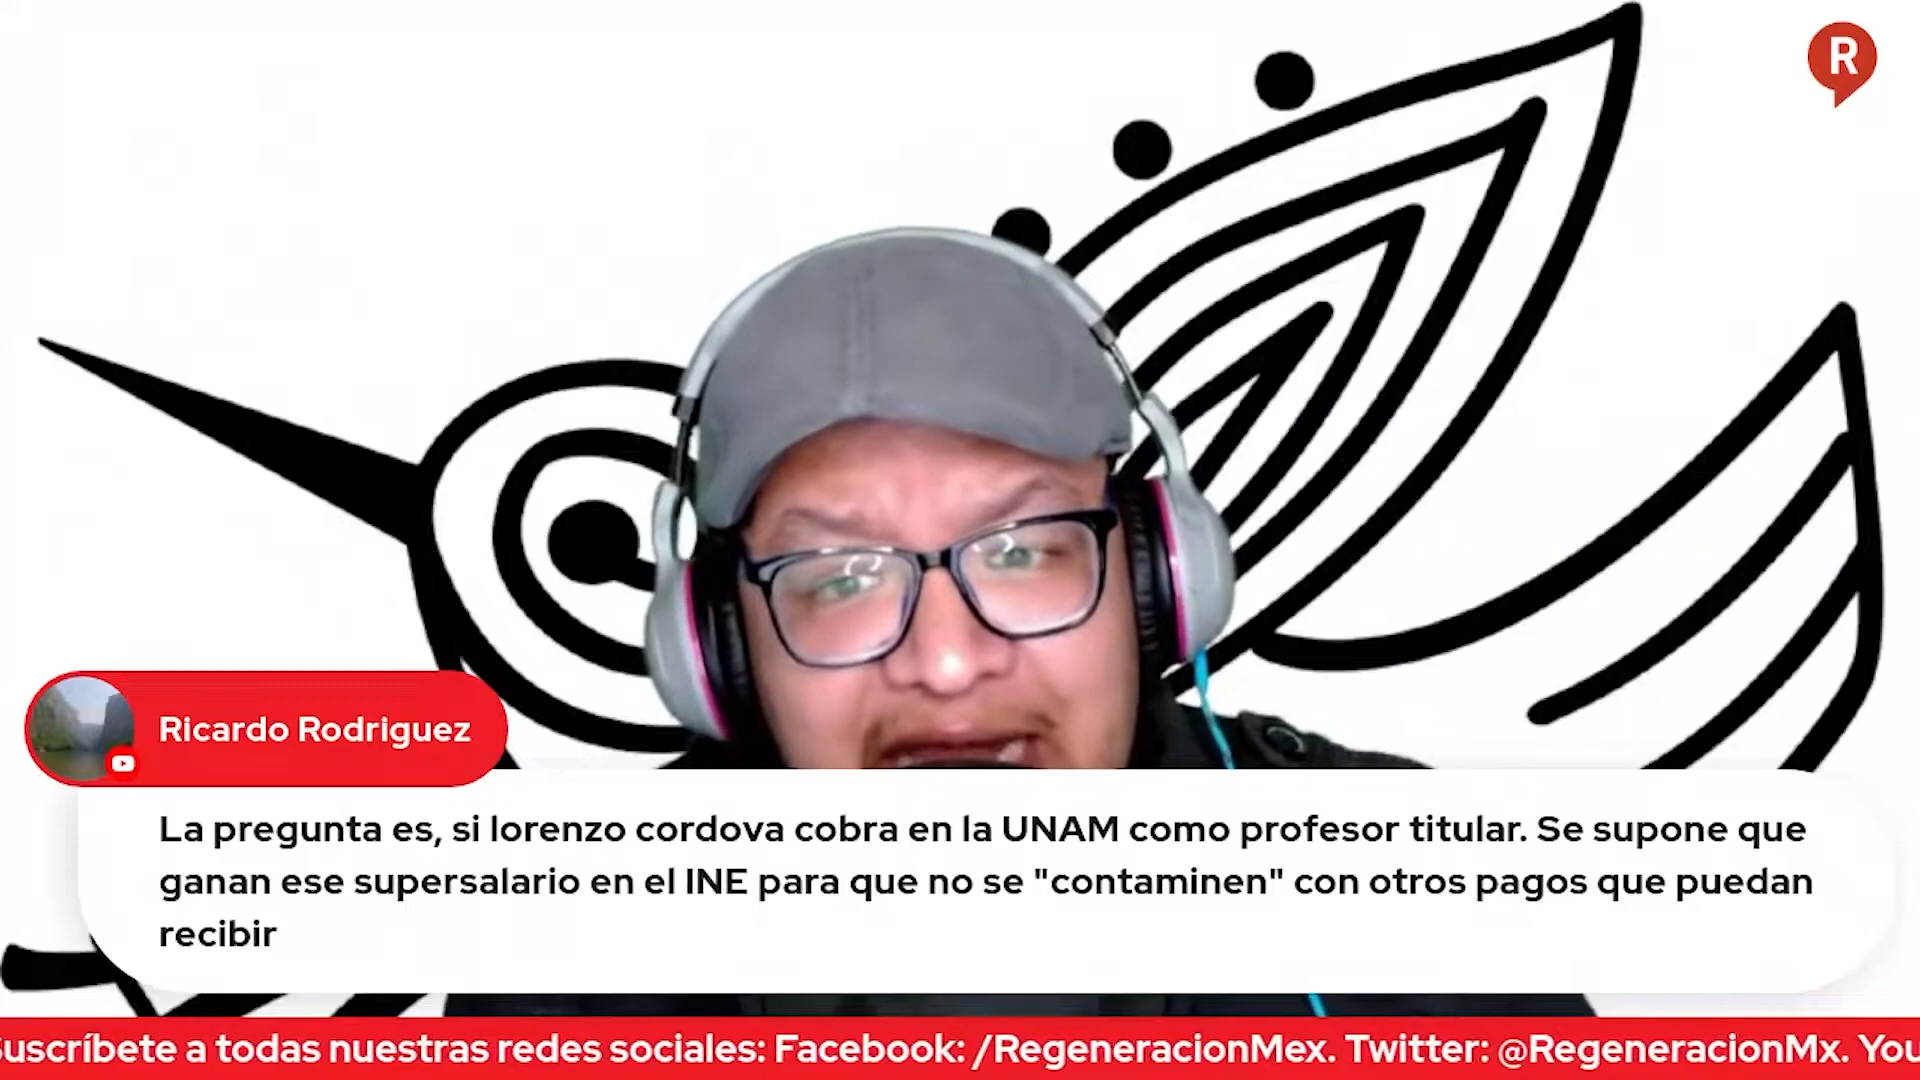 R
Ricardo Rodriguez
La pregunta es, si lorenzo cordova cobra en la UNAM como profesor titular. Se supone que
ganan ese supersalario en el INE para que no se "contaminen" con otros pagos que puedan
recibir
Suscríbete a todas nuestras redes sociales: Facebook: /RegeneracionMex. Twitter: @RegeneracionMx. You